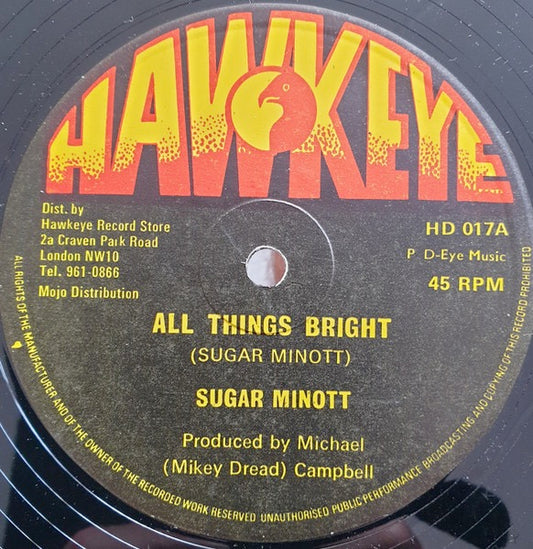 HAWKEYE
Dist. by
Hawkeye Record Store
2a Craven Park Road
London NW10
Tel. 961-0866
Mojo Distribution
HD 017A
P D-Eye Music
45 RPM
ALL THINGS BRIGHT
(SUGAR MINOTT)
SUGAR MINOTT
Produced by Michael
(Mikey Dread) Campbell
ALL RIGHTS OF THE MANUFACTURER AND OF THE OWNER OF THE RECORDED WORK RESERVED UNAUTHORISED PUBLIC PERFORMANCE BROADCASTING AND COPYING OF THIS RECORD PROHIBITED